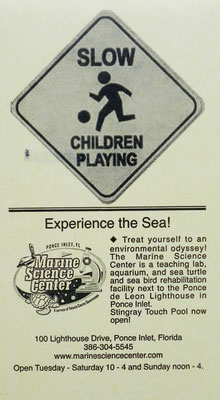 SLOW
CHILDREN
PLAYING
Experience the Sea!
PONCE INLET, FL
Marine
Science
Center
◆ Treat yourself to an
environmental odyssey!
The Marine Science
Center is a teaching lab,
aquarium, and sea turtle
and sea bird rehabilitation
facility next to the Ponce
de Leon Lighthouse in
Ponce Inlet.
Stingray Touch Pool now
open!
100 Lighthouse Drive, Ponce Inlet, Florida
386-304-5545
www.marinesciencecenter.com
Open Tuesday - Saturday 10 - 4 and Sunday noon - 4.